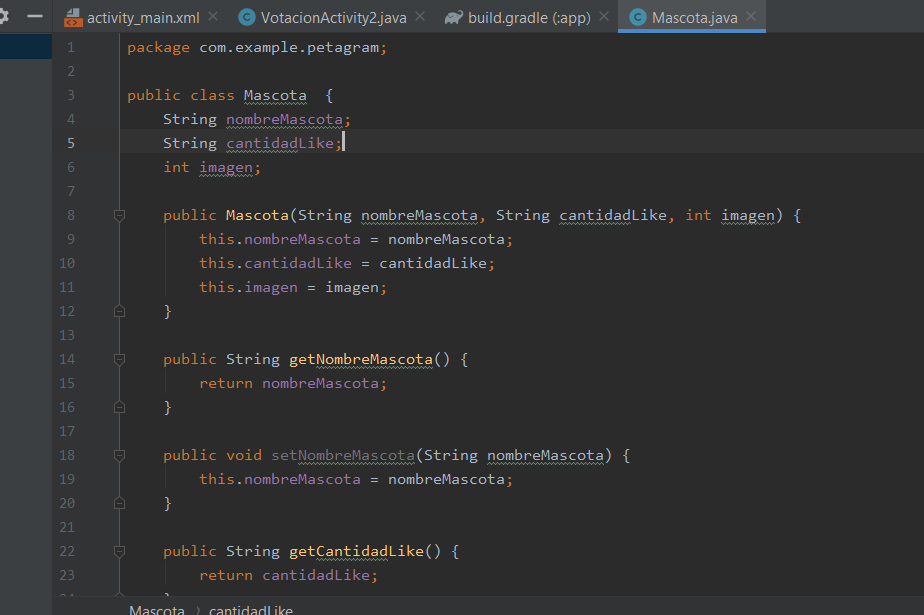 activity_main.xml VotacionActivity2.java build.gradle (:app) Mascota.java
1 package com.example.petagram;
2
3 public class Mascota {
4 String nombreMascota;
5 String cantidadLike;
6 int imagen;
7
8 public Mascota(String nombreMascota, String cantidadLike, int imagen) {
9 this.nombreMascota = nombreMascota;
10 this.cantidadLike = cantidadLike;
11 this.imagen = imagen;
12 }
13
14 public String getNombreMascota() {
15 return nombreMascota;
16 }
17
18 public void setNombreMascota(String nombreMascota) {
19 this.nombreMascota = nombreMascota;
20 }
21
22 public String getCantidadLike() {
23 return cantidadLike;
Mascota › cantidadLike